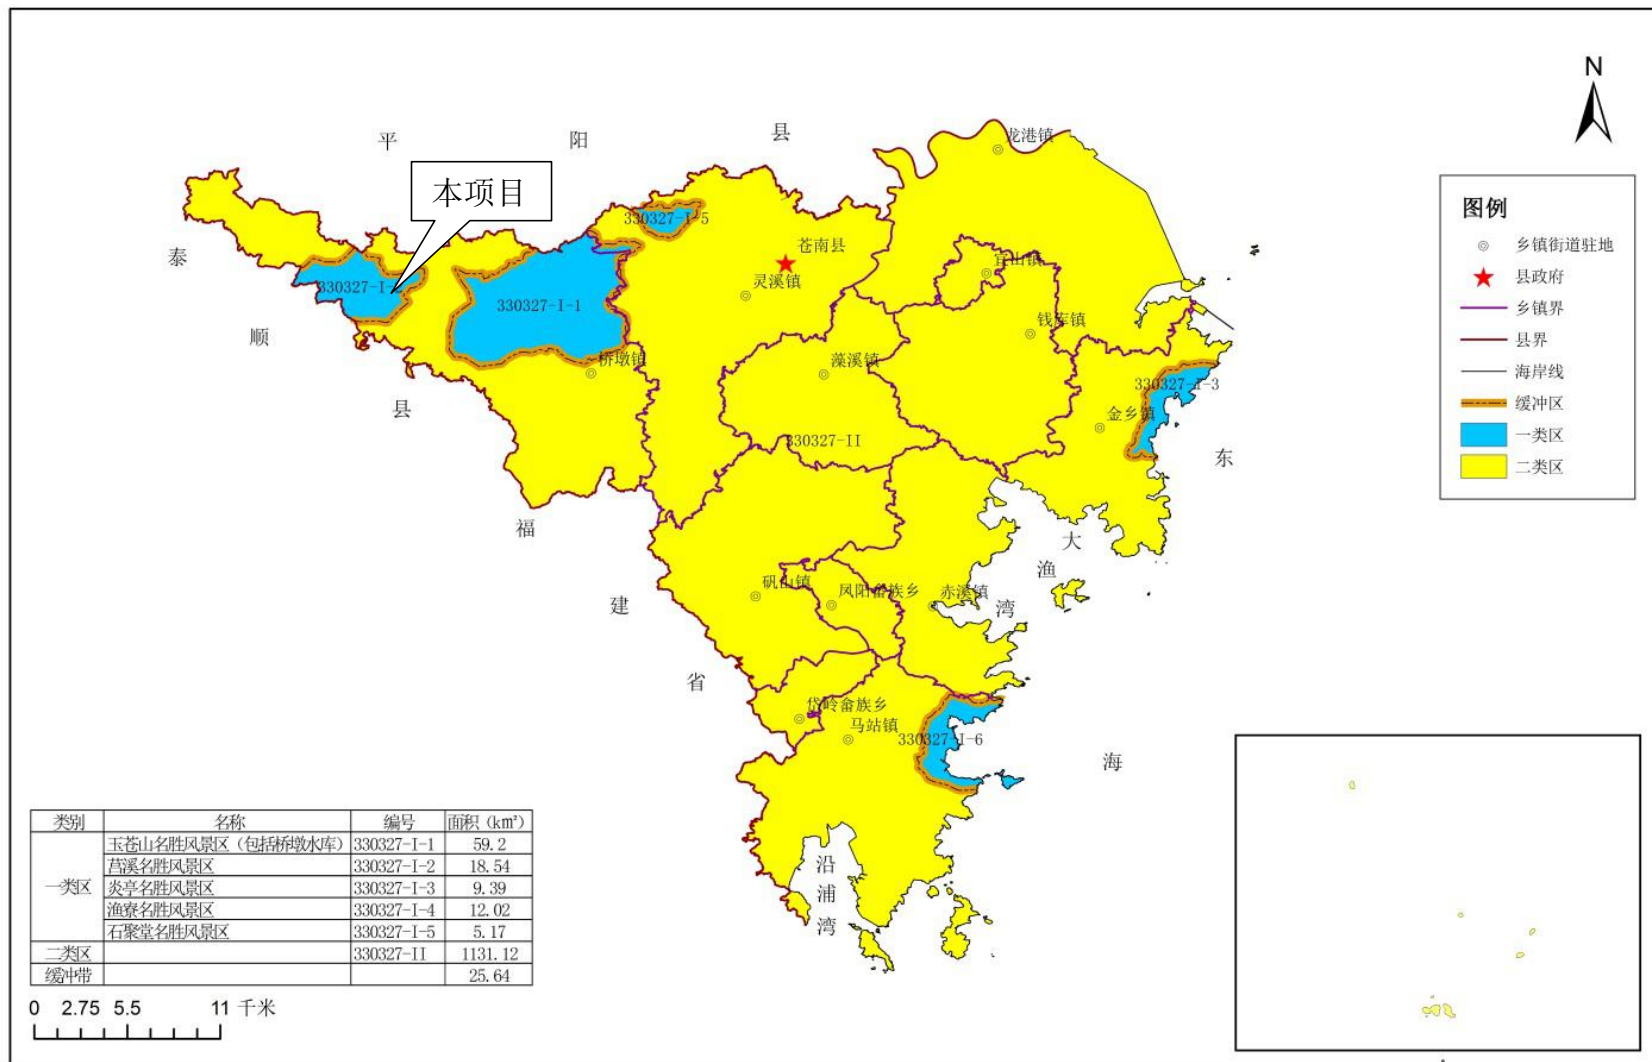 N
平
阳
县
龙港镇
本项目
330327-I-5
苍南县
宜山镇
泰
330327-I-2
灵溪镇
330327-I-1
顺
钱库镇
桥墩镇
藻溪镇
330327-I-3
县
金乡镇
330327-II
东
福
大
渔
湾
矾山镇
凤阳畲族乡
赤溪镇
建
省
岱岭畲族乡
马站镇
330327-I-6
海
沿
浦
湾
图例
乡镇街道驻地
县政府
乡镇界
县界
海岸线
缓冲区
一类区
二类区
类别 名称 编号 面积（km²）
一类区
玉苍山名胜风景区（包括桥墩水库） 330327-I-1 59.2
莒溪名胜风景区 330327-I-2 18.54
炎亭名胜风景区 330327-I-3 9.39
渔寮名胜风景区 330327-I-4 12.02
石聚堂名胜风景区 330327-I-5 5.17
二类区 330327-II 1131.12
缓冲带 25.64
0 2.75 5.5 11 千米